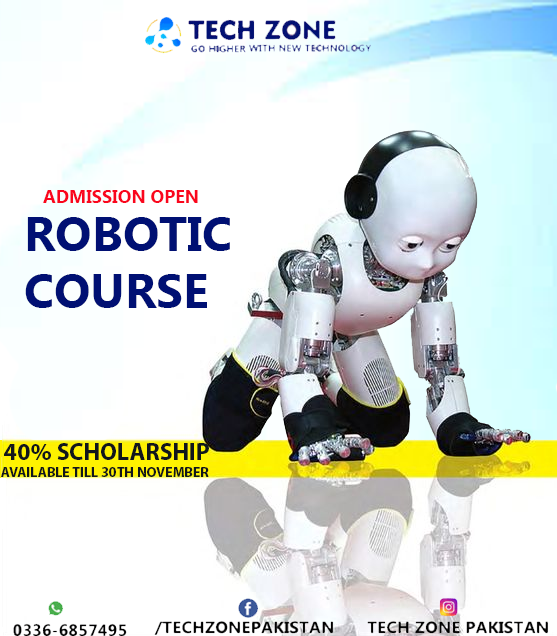 TECH ZONE
GO HIGHER WITH NEW TECHNOLOGY
ADMISSION OPEN
ROBOTIC
COURSE
40% SCHOLARSHIP
AVAILABLE TILL 30TH NOVEMBER
0336-6857495
/TECHZONEPAKISTAN
TECH ZONE PAKISTAN